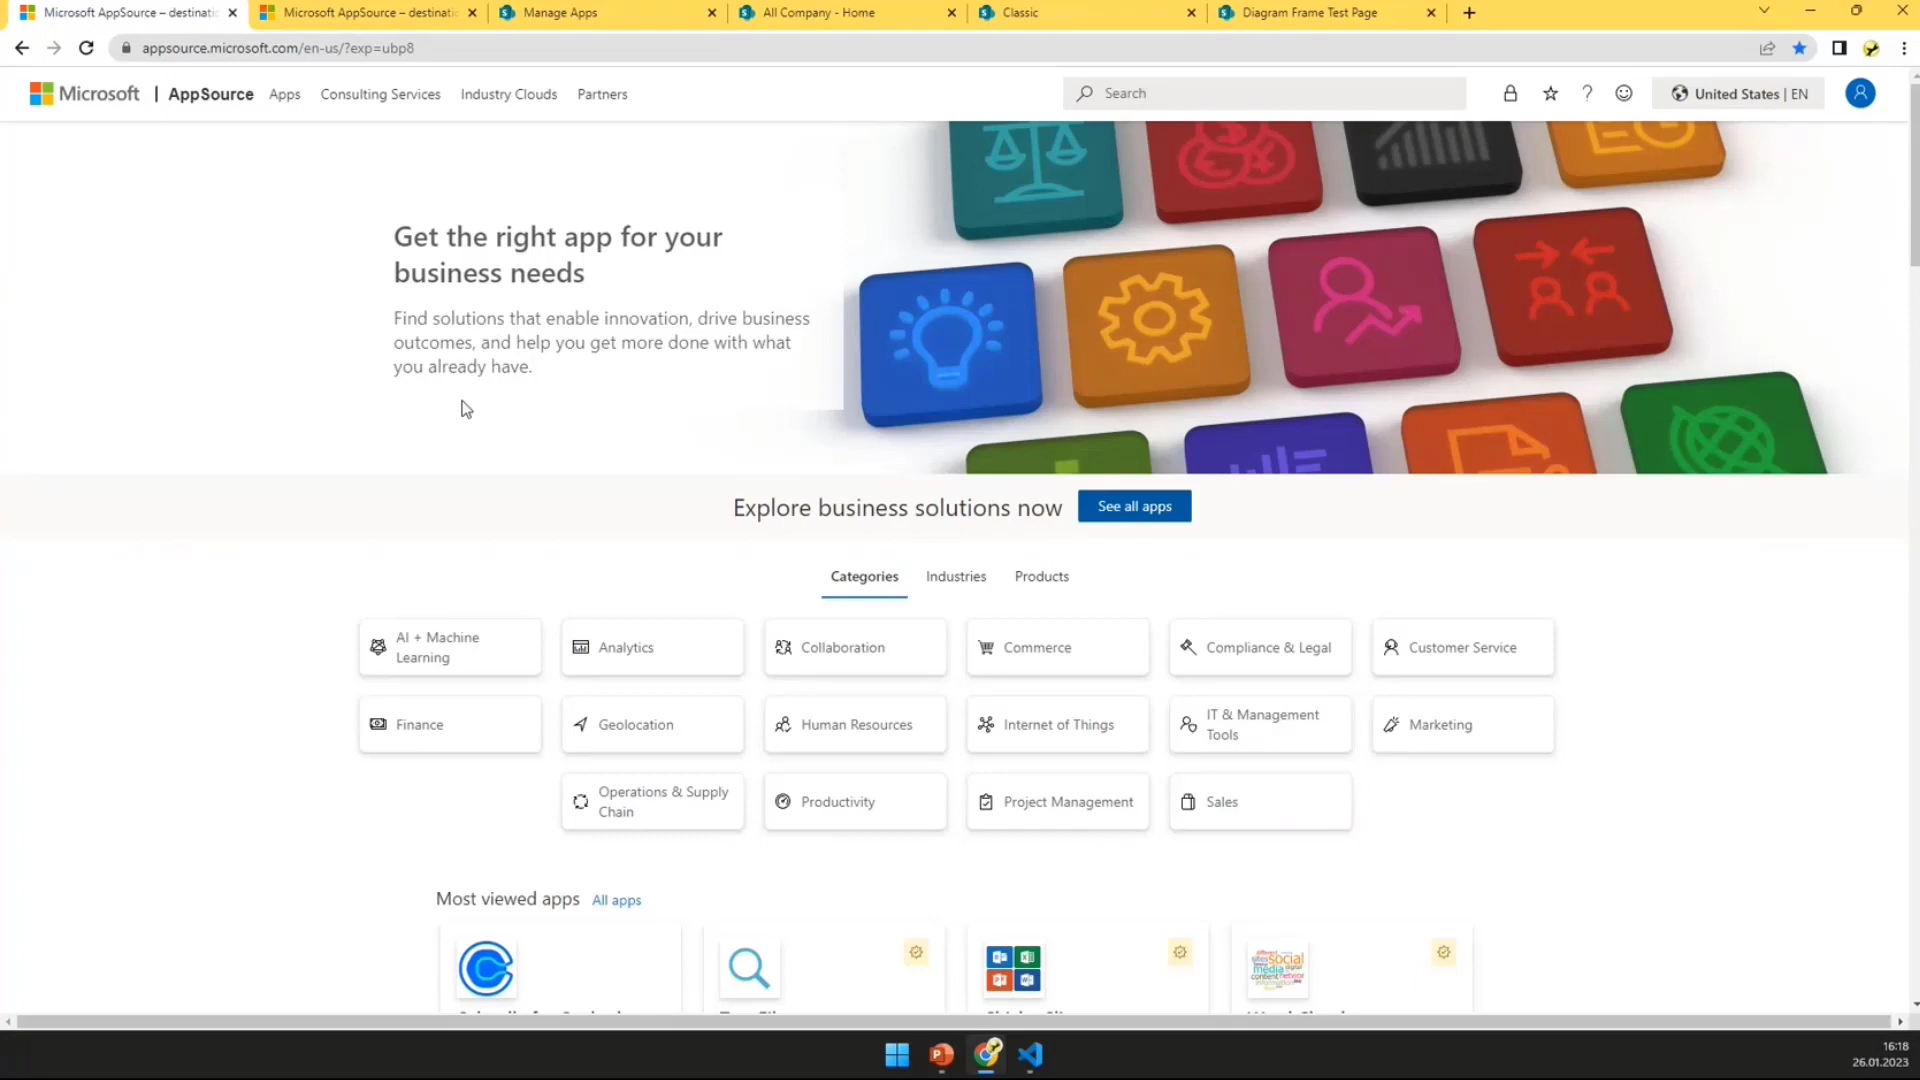 Microsoft AppSource – destinati
Microsoft AppSource – destinatic
Manage Apps
All Company - Home
Classic
Diagram Frame Test Page
appsource.microsoft.com/en-us/?exp=ubp8
Microsoft | AppSource
Apps
Consulting Services
Industry Clouds
Partners
Search
United States | EN
Get the right app for your
business needs
Find solutions that enable innovation, drive business
outcomes, and help you get more done with what
you already have.
Explore business solutions now
See all apps
Categories
Industries
Products
AI + Machine
Learning
Analytics
Collaboration
Commerce
Compliance & Legal
Customer Service
Finance
Geolocation
Human Resources
Internet of Things
IT & Management
Tools
Marketing
Operations & Supply
Chain
Productivity
Project Management
Sales
Most viewed apps
All apps
social
media
16:18
26.01.2023